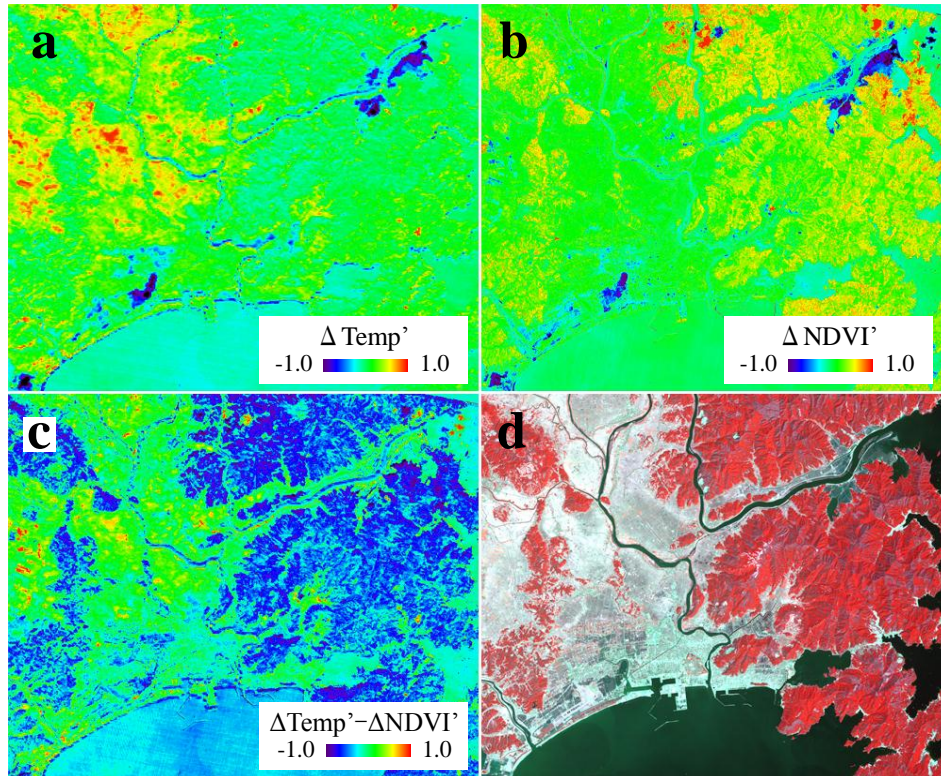 a
b
Δ Temp’
-1.0 1.0
Δ NDVI’
-1.0 1.0
c
d
ΔTemp’−ΔNDVI’
-1.0 1.0